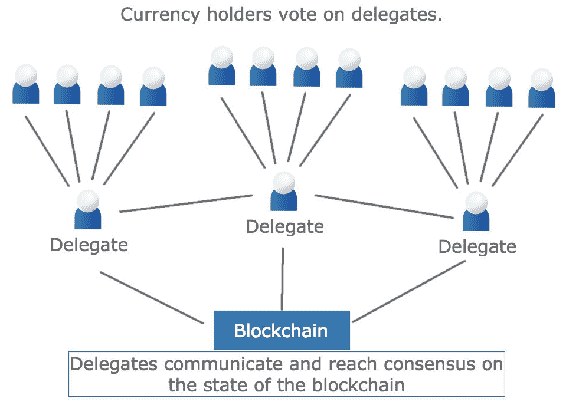 Currency holders vote on delegates.
Delegate
Delegate
Delegate
Blockchain
Delegates communicate and reach consensus on
the state of the blockchain